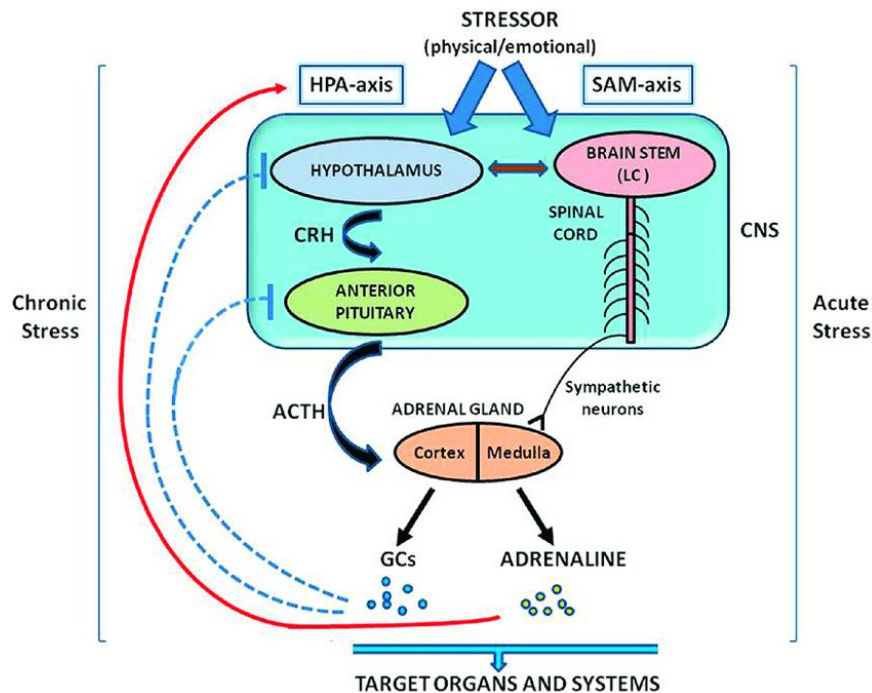 STRESSOR
(physical/emotional)
HPA-axis
SAM-axis
HYPOTHALAMUS
BRAIN STEM
(LC )
SPINAL
CORD
CNS
CRH
ANTERIOR
PITUITARY
Chronic
Stress
Acute
Stress
ACTH
Sympathetic
neurons
ADRENAL GLAND
Cortex
Medulla
GCs
ADRENALINE
TARGET ORGANS AND SYSTEMS